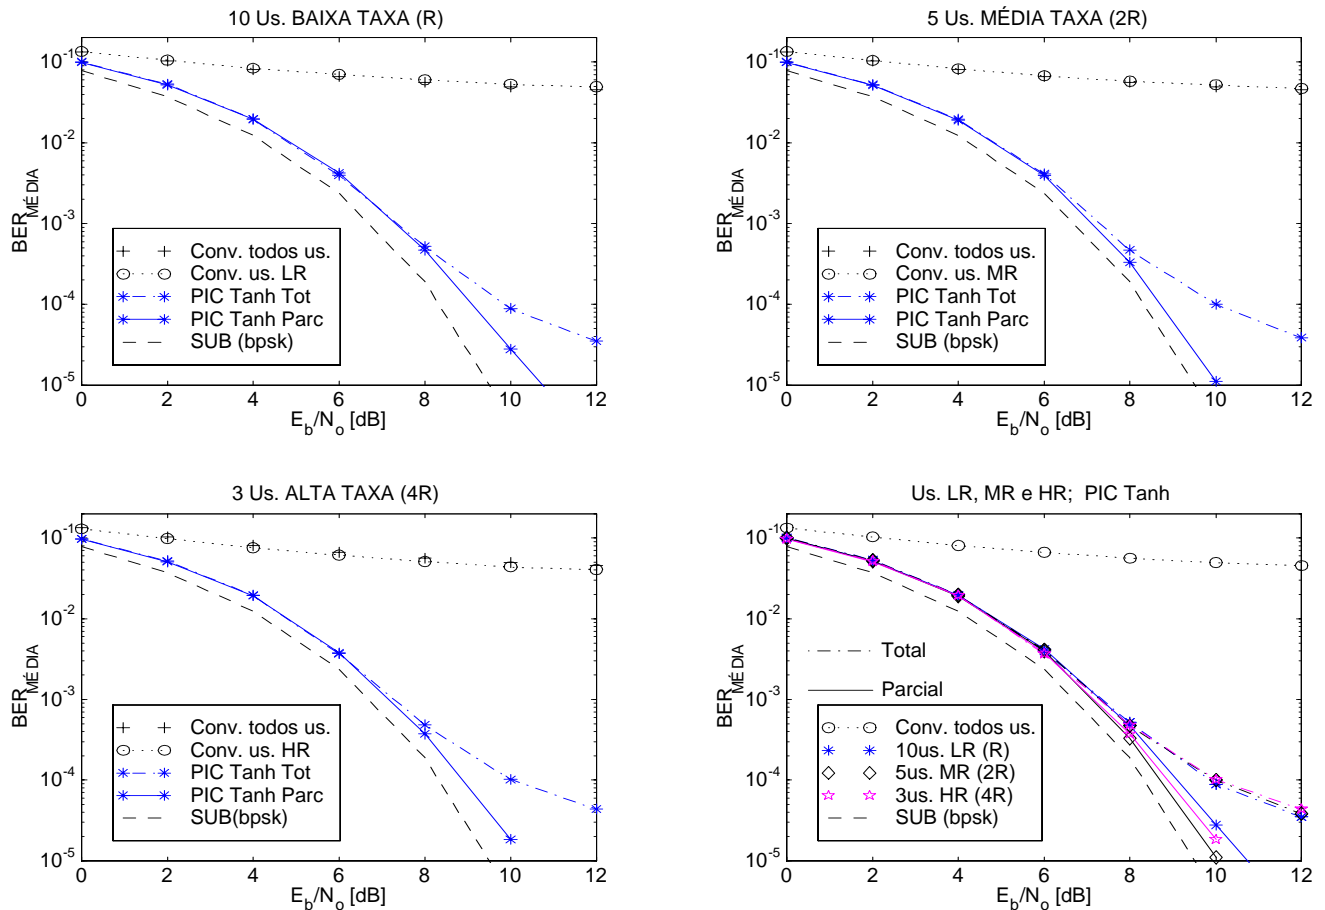 10 Us. BAIXA TAXA (R)
10^-1
10^-2
10^-3
10^-4
10^-5
BER_MÉDIA
Conv. todos us.
Conv. us. LR
PIC Tanh Tot
PIC Tanh Parc
SUB (bpsk)
0 2 4 6 8 10 12
E_b/N_o [dB]
5 Us. MÉDIA TAXA (2R)
10^-1
10^-2
10^-3
10^-4
10^-5
BER_MÉDIA
Conv. todos us.
Conv. us. MR
PIC Tanh Tot
PIC Tanh Parc
SUB (bpsk)
0 2 4 6 8 10 12
E_b/N_o [dB]
3 Us. ALTA TAXA (4R)
10^-1
10^-2
10^-3
10^-4
10^-5
BER_MÉDIA
Conv. todos us.
Conv. us. HR
PIC Tanh Tot
PIC Tanh Parc
SUB(bpsk)
0 2 4 6 8 10 12
E_b/N_o [dB]
Us. LR, MR e HR; PIC Tanh
10^-1
10^-2
10^-3
10^-4
10^-5
BER_MÉDIA
Total
Parcial
Conv. todos us.
10us. LR (R)
5us. MR (2R)
3us. HR (4R)
SUB (bpsk)
0 2 4 6 8 10 12
E_b/N_o [dB]